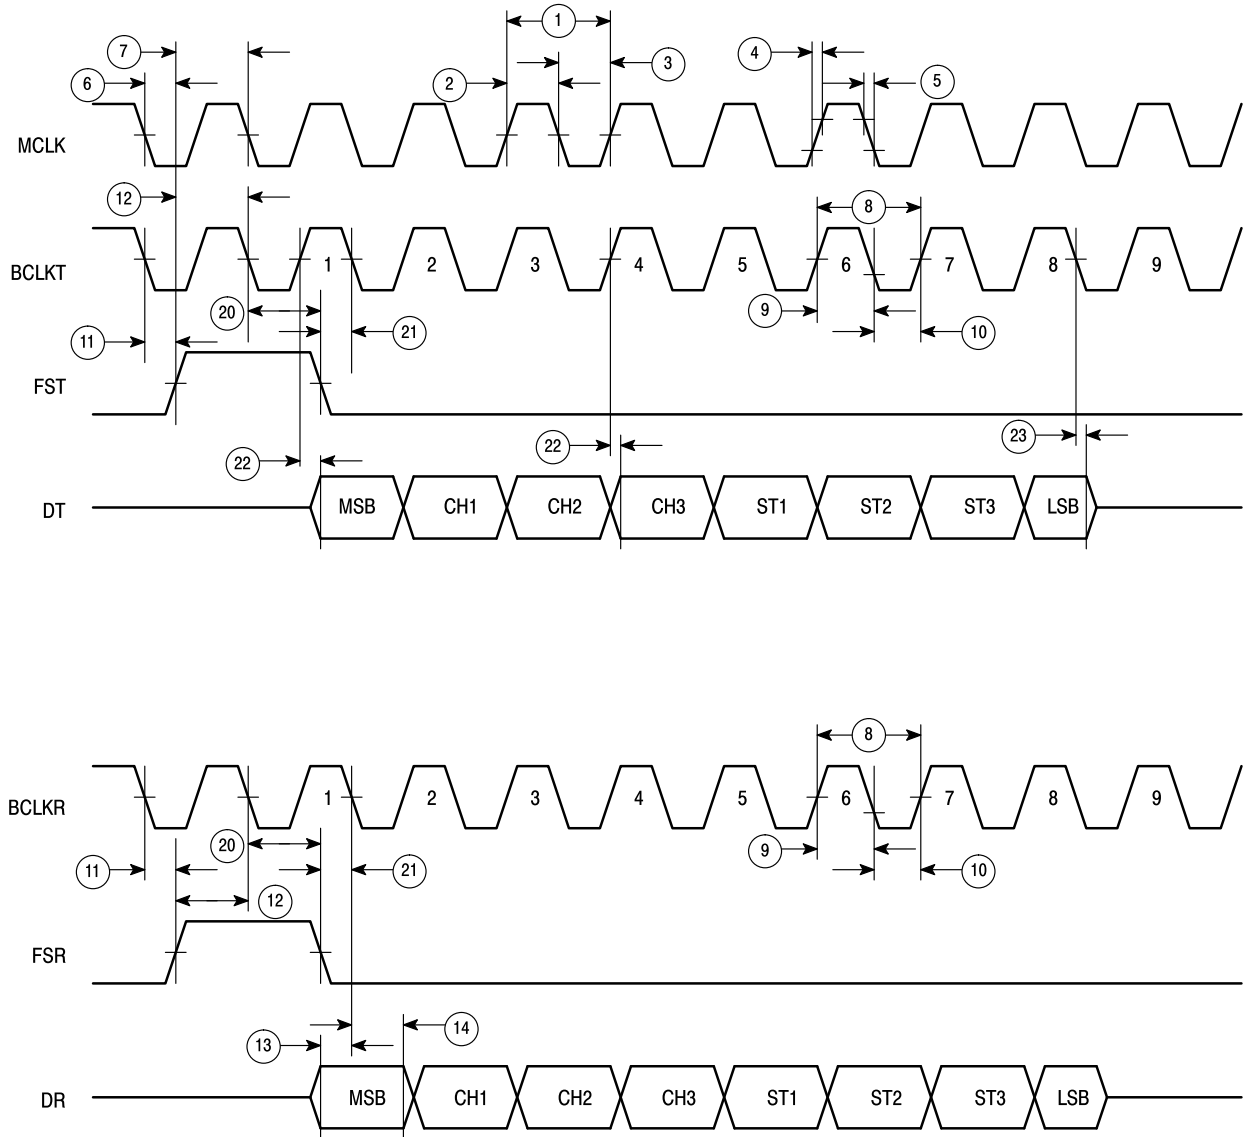 1
7
4 3
6 2 5
MCLK
12 8
BCLKT 1 2 3 4 5 6 7 8 9
20 9
11 21 10
FST
22 22 23
DT MSB CH1 CH2 CH3 ST1 ST2 ST3 LSB
8
BCLKR 1 2 3 4 5 6 7 8 9
20 9
11 21 10
12
FSR
13 14
DR MSB CH1 CH2 CH3 ST1 ST2 ST3 LSB